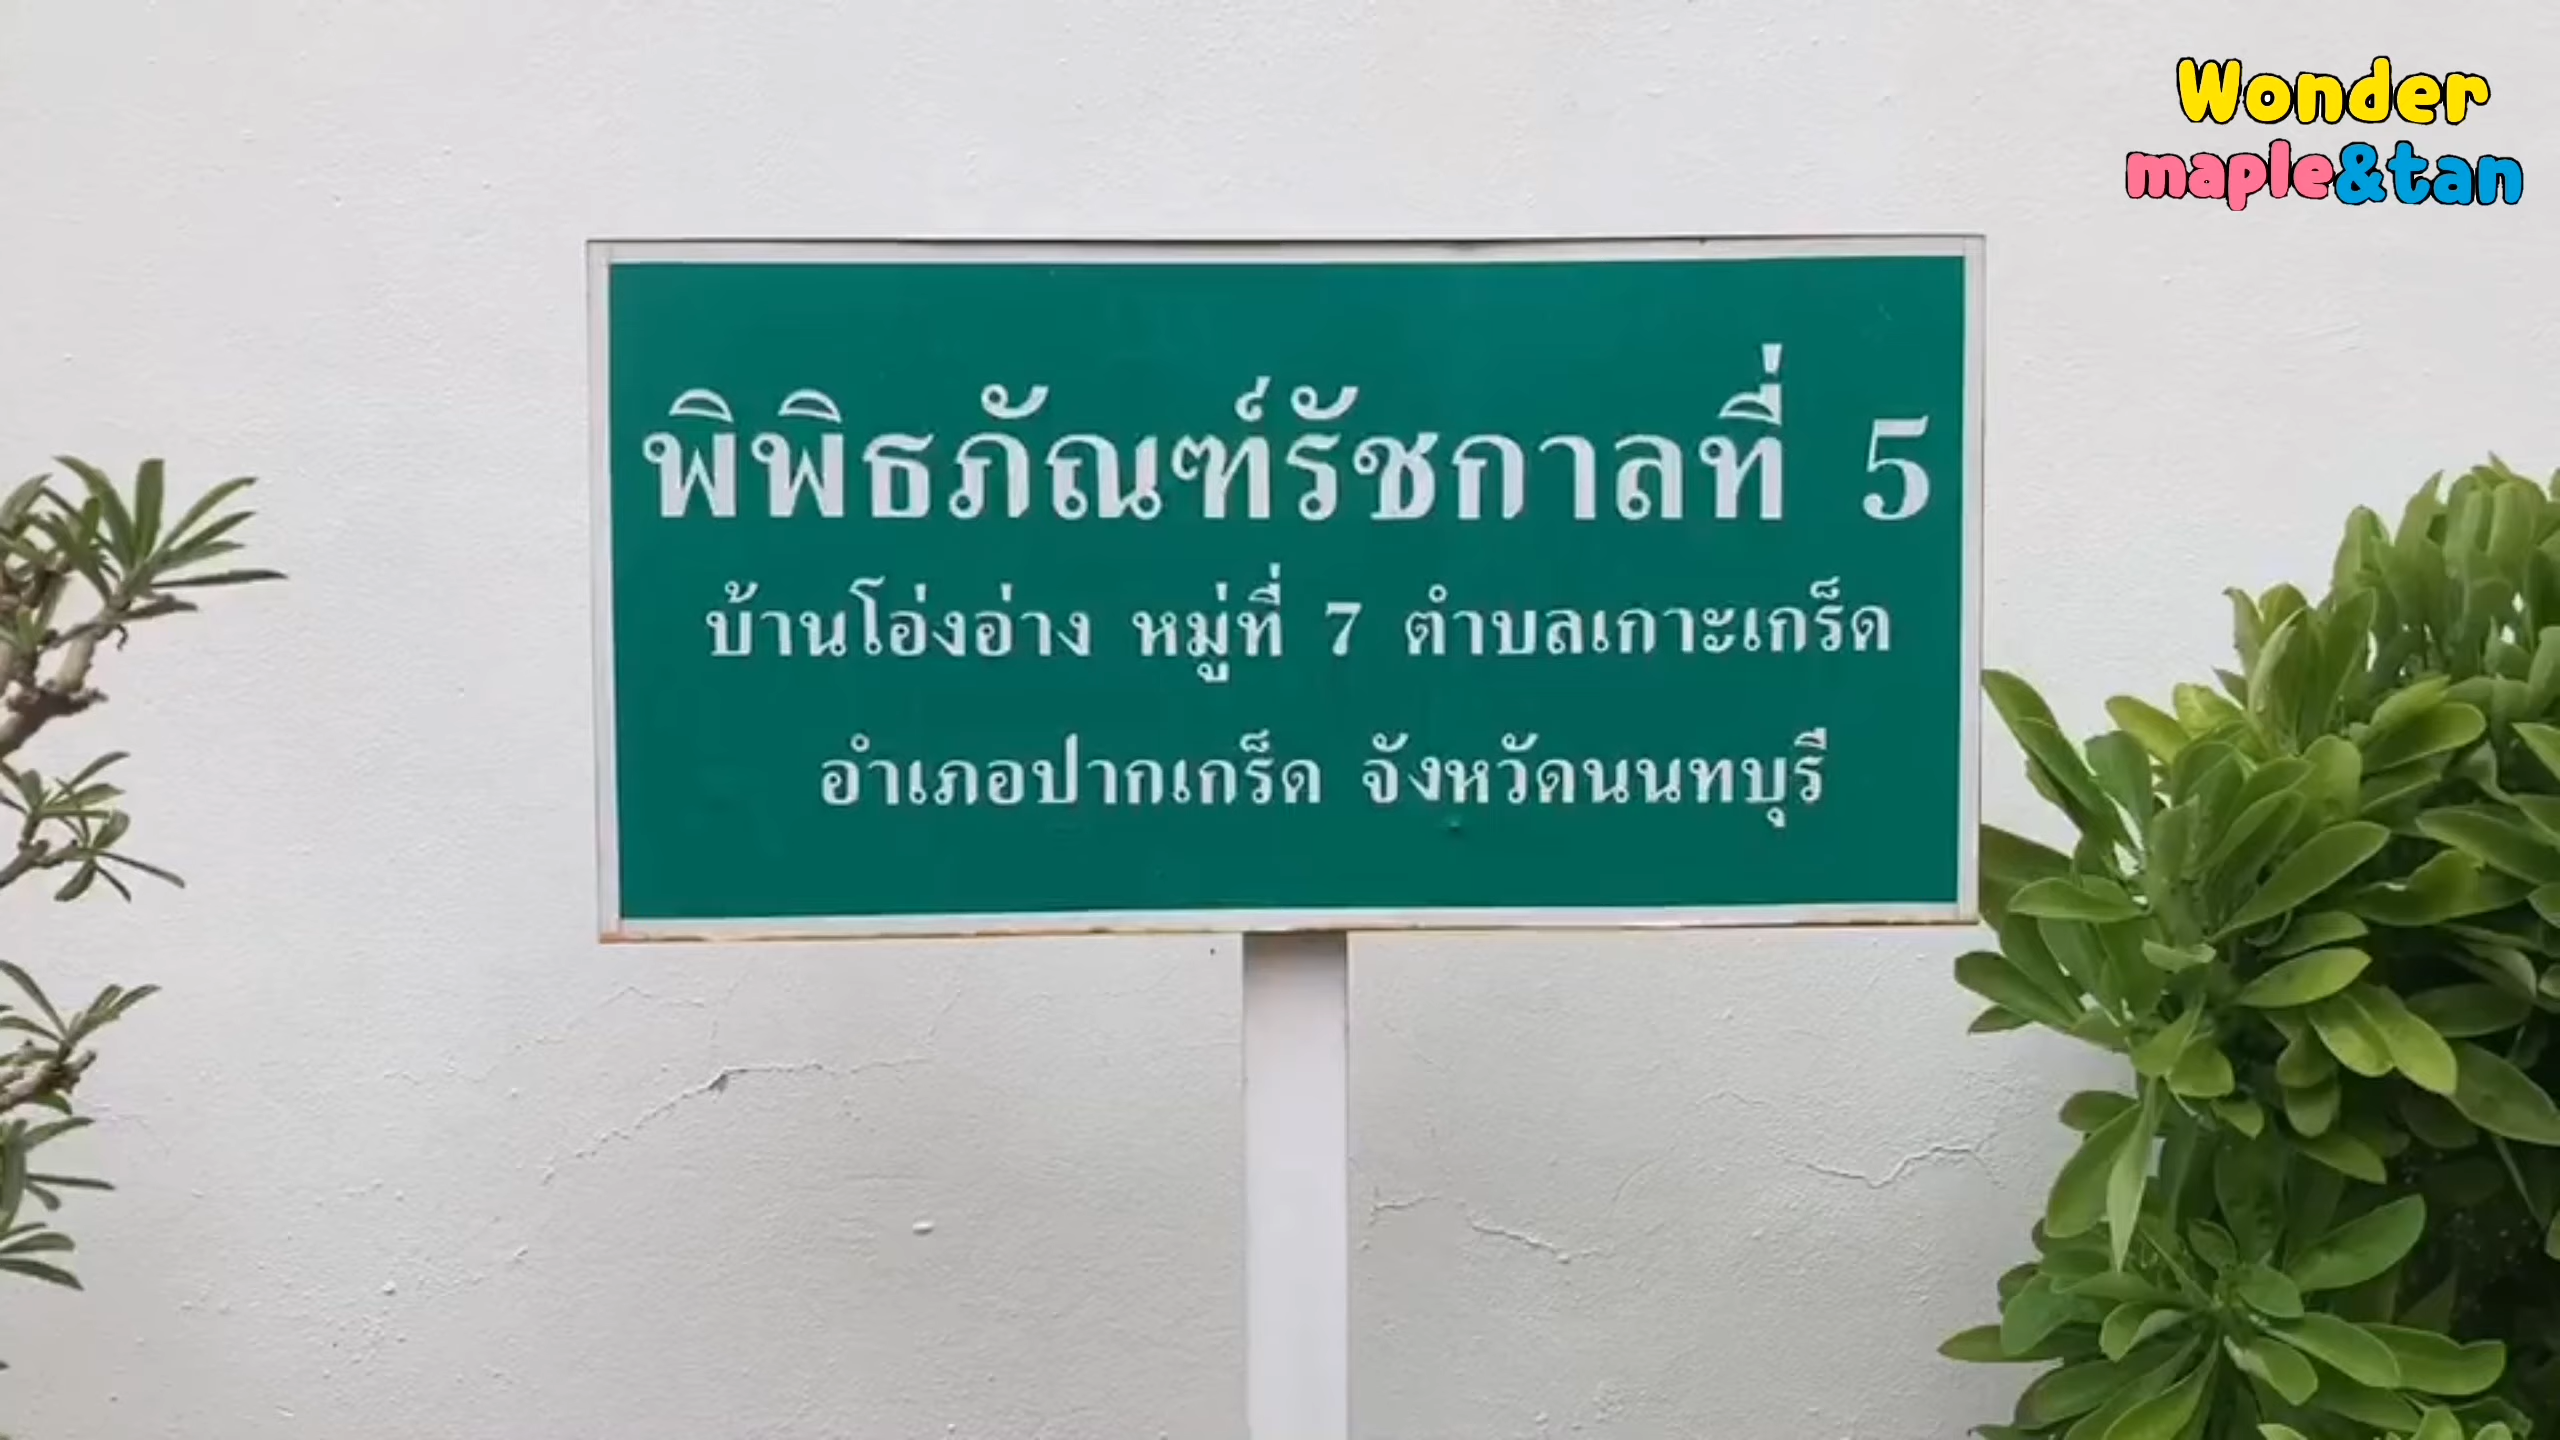 Wonder
maple&tan
พิพิธภัณฑ์รัชกาลที่ 5
บ้านโอ่งอ่าง หมู่ที่ 7 ตำบลเกาะเกร็ด
อำเภอปากเกร็ด จังหวัดนนทบุรี